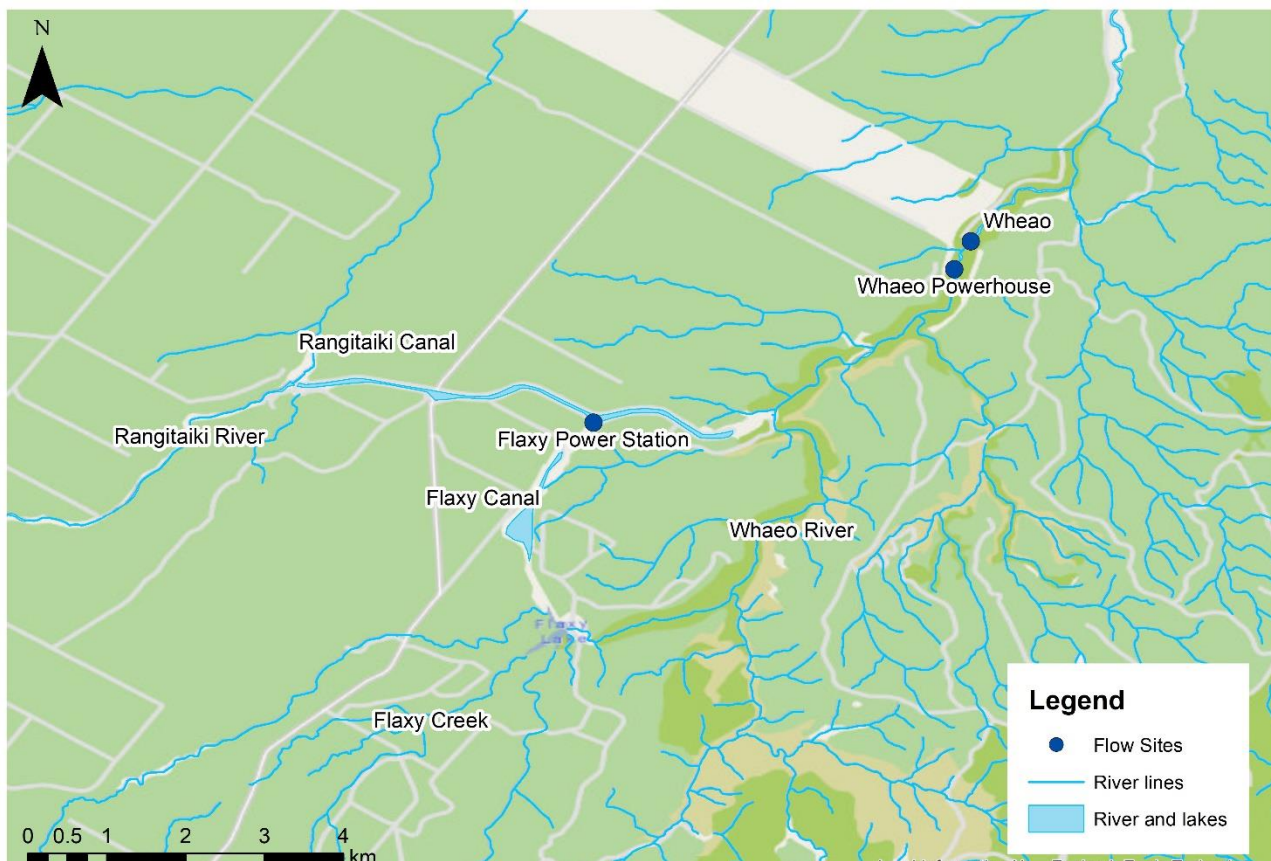 N
Wheao
Whaeo Powerhouse
Rangitaiki Canal
Rangitaiki River
Flaxy Power Station
Flaxy Canal
Whaeo River
Flaxy
Lake
Flaxy Creek
Legend
Flow Sites
River lines
River and lakes
0 0.5 1 2 3 4
km